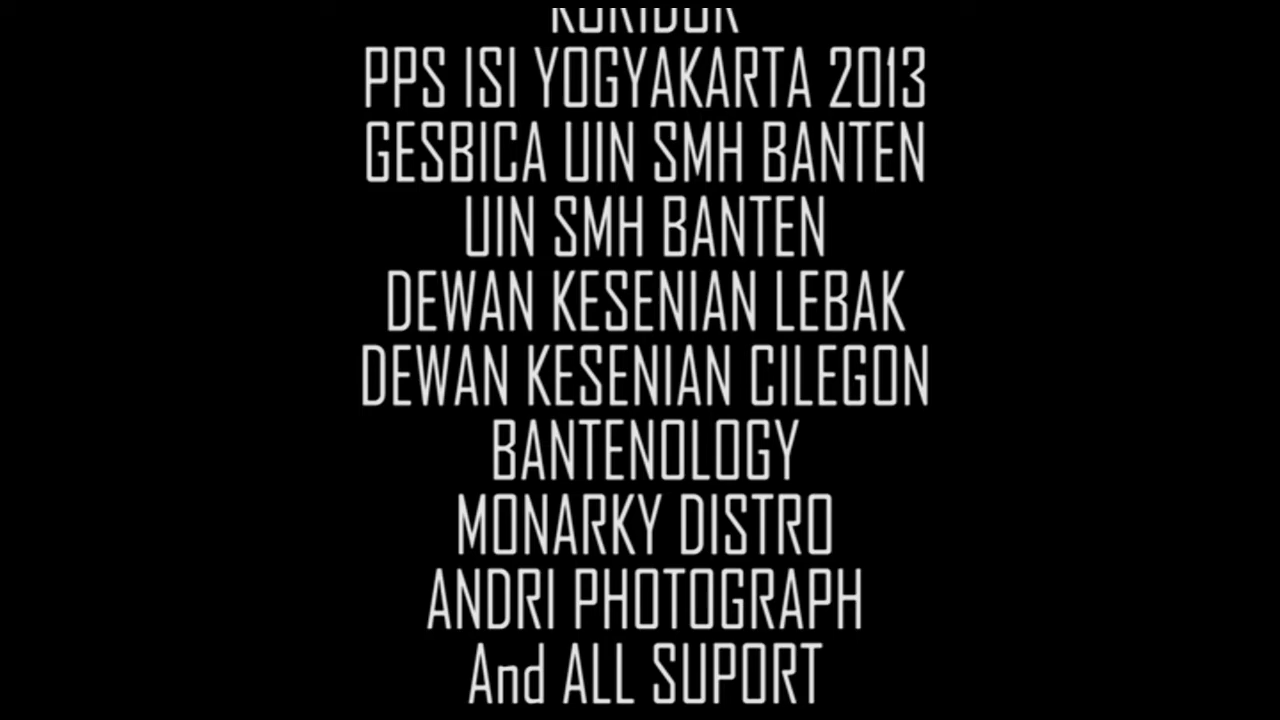 KORIDOR
PPS ISI YOGYAKARTA 2013
GESBICA UIN SMH BANTEN
UIN SMH BANTEN
DEWAN KESENIAN LEBAK
DEWAN KESENIAN CILEGON
BANTENOLOGY
MONARKY DISTRO
ANDRI PHOTOGRAPH
And ALL SUPORT